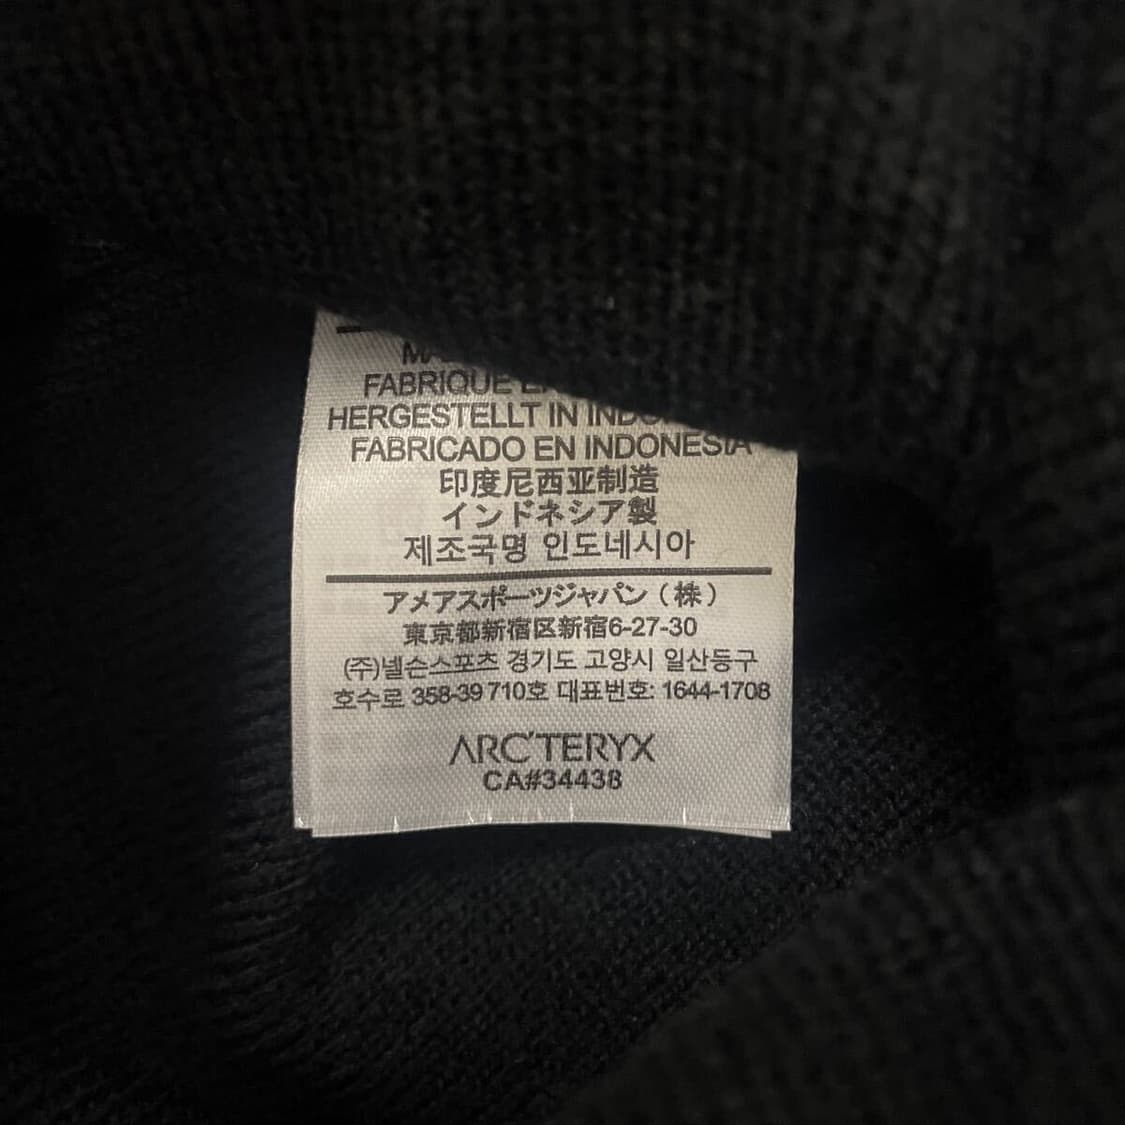 FABRIQUE
HERGESTELLT IN
FABRICADO EN INDONESIA
印度尼西亚制造
インドネシア製
제조국명 인도네시아
アメアスポーツジャパン（株）
東京都新宿区新宿6-27-30
(주)넬슨스포츠 경기도 고양시 일산동구
호수로 358-39 710호 대표번호: 1644-1708
ARC'TERYX
CA#34438